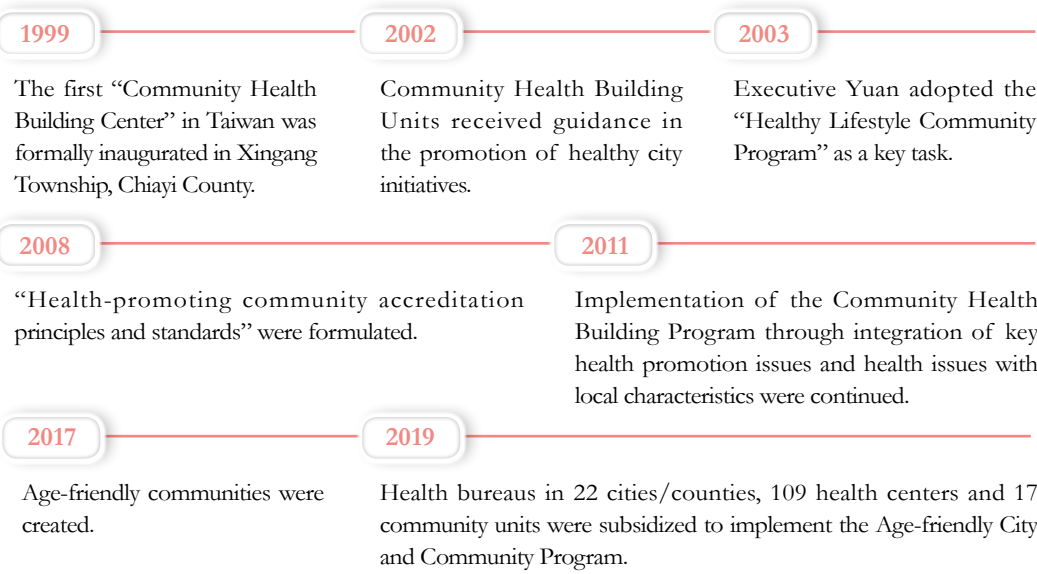 1999
The first “Community Health
Building Center” in Taiwan was
formally inaugurated in Xingang
Township, Chiayi County.
2002
Community Health Building
Units received guidance in
the promotion of healthy city
initiatives.
2003
Executive Yuan adopted the
“Healthy Lifestyle Community
Program” as a key task.
2008
“Health-promoting community accreditation
principles and standards” were formulated.
2011
Implementation of the Community Health
Building Program through integration of key
health promotion issues and health issues with
local characteristics were continued.
2017
Age-friendly communities were
created.
2019
Health bureaus in 22 cities/counties, 109 health centers and 17
community units were subsidized to implement the Age-friendly City
and Community Program.